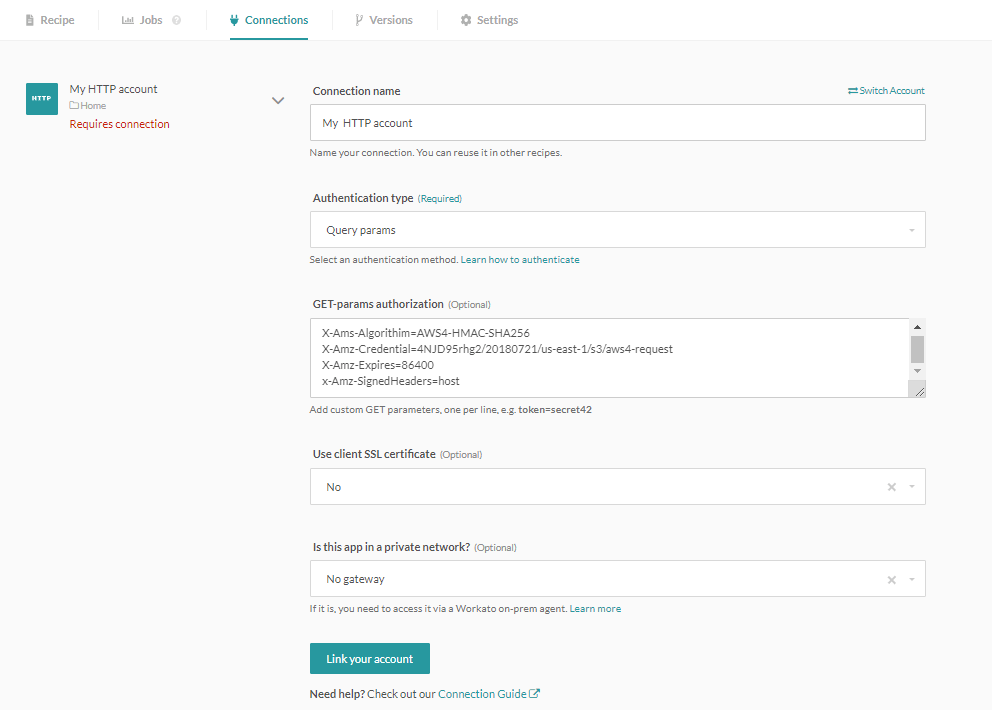 Recipe Jobs Connections Versions Settings
HTTP
My HTTP account
Home
Requires connection
Connection name Switch Account
My HTTP account
Name your connection. You can reuse it in other recipes.
Authentication type (Required)
Query params
Select an authentication method. Learn how to authenticate
GET-params authorization (Optional)
X-Ams-Algorithim=AWS4-HMAC-SHA256
X-Amz-Credential=4NJD95rhg2/20180721/us-east-1/s3/aws4-request
X-Amz-Expires=86400
x-Amz-SignedHeaders=host
Add custom GET parameters, one per line, e.g. token=secret42
Use client SSL certificate (Optional)
No
Is this app in a private network? (Optional)
No gateway
If it is, you need to access it via a Workato on-prem agent. Learn more
Link your account
Need help? Check out our Connection Guide